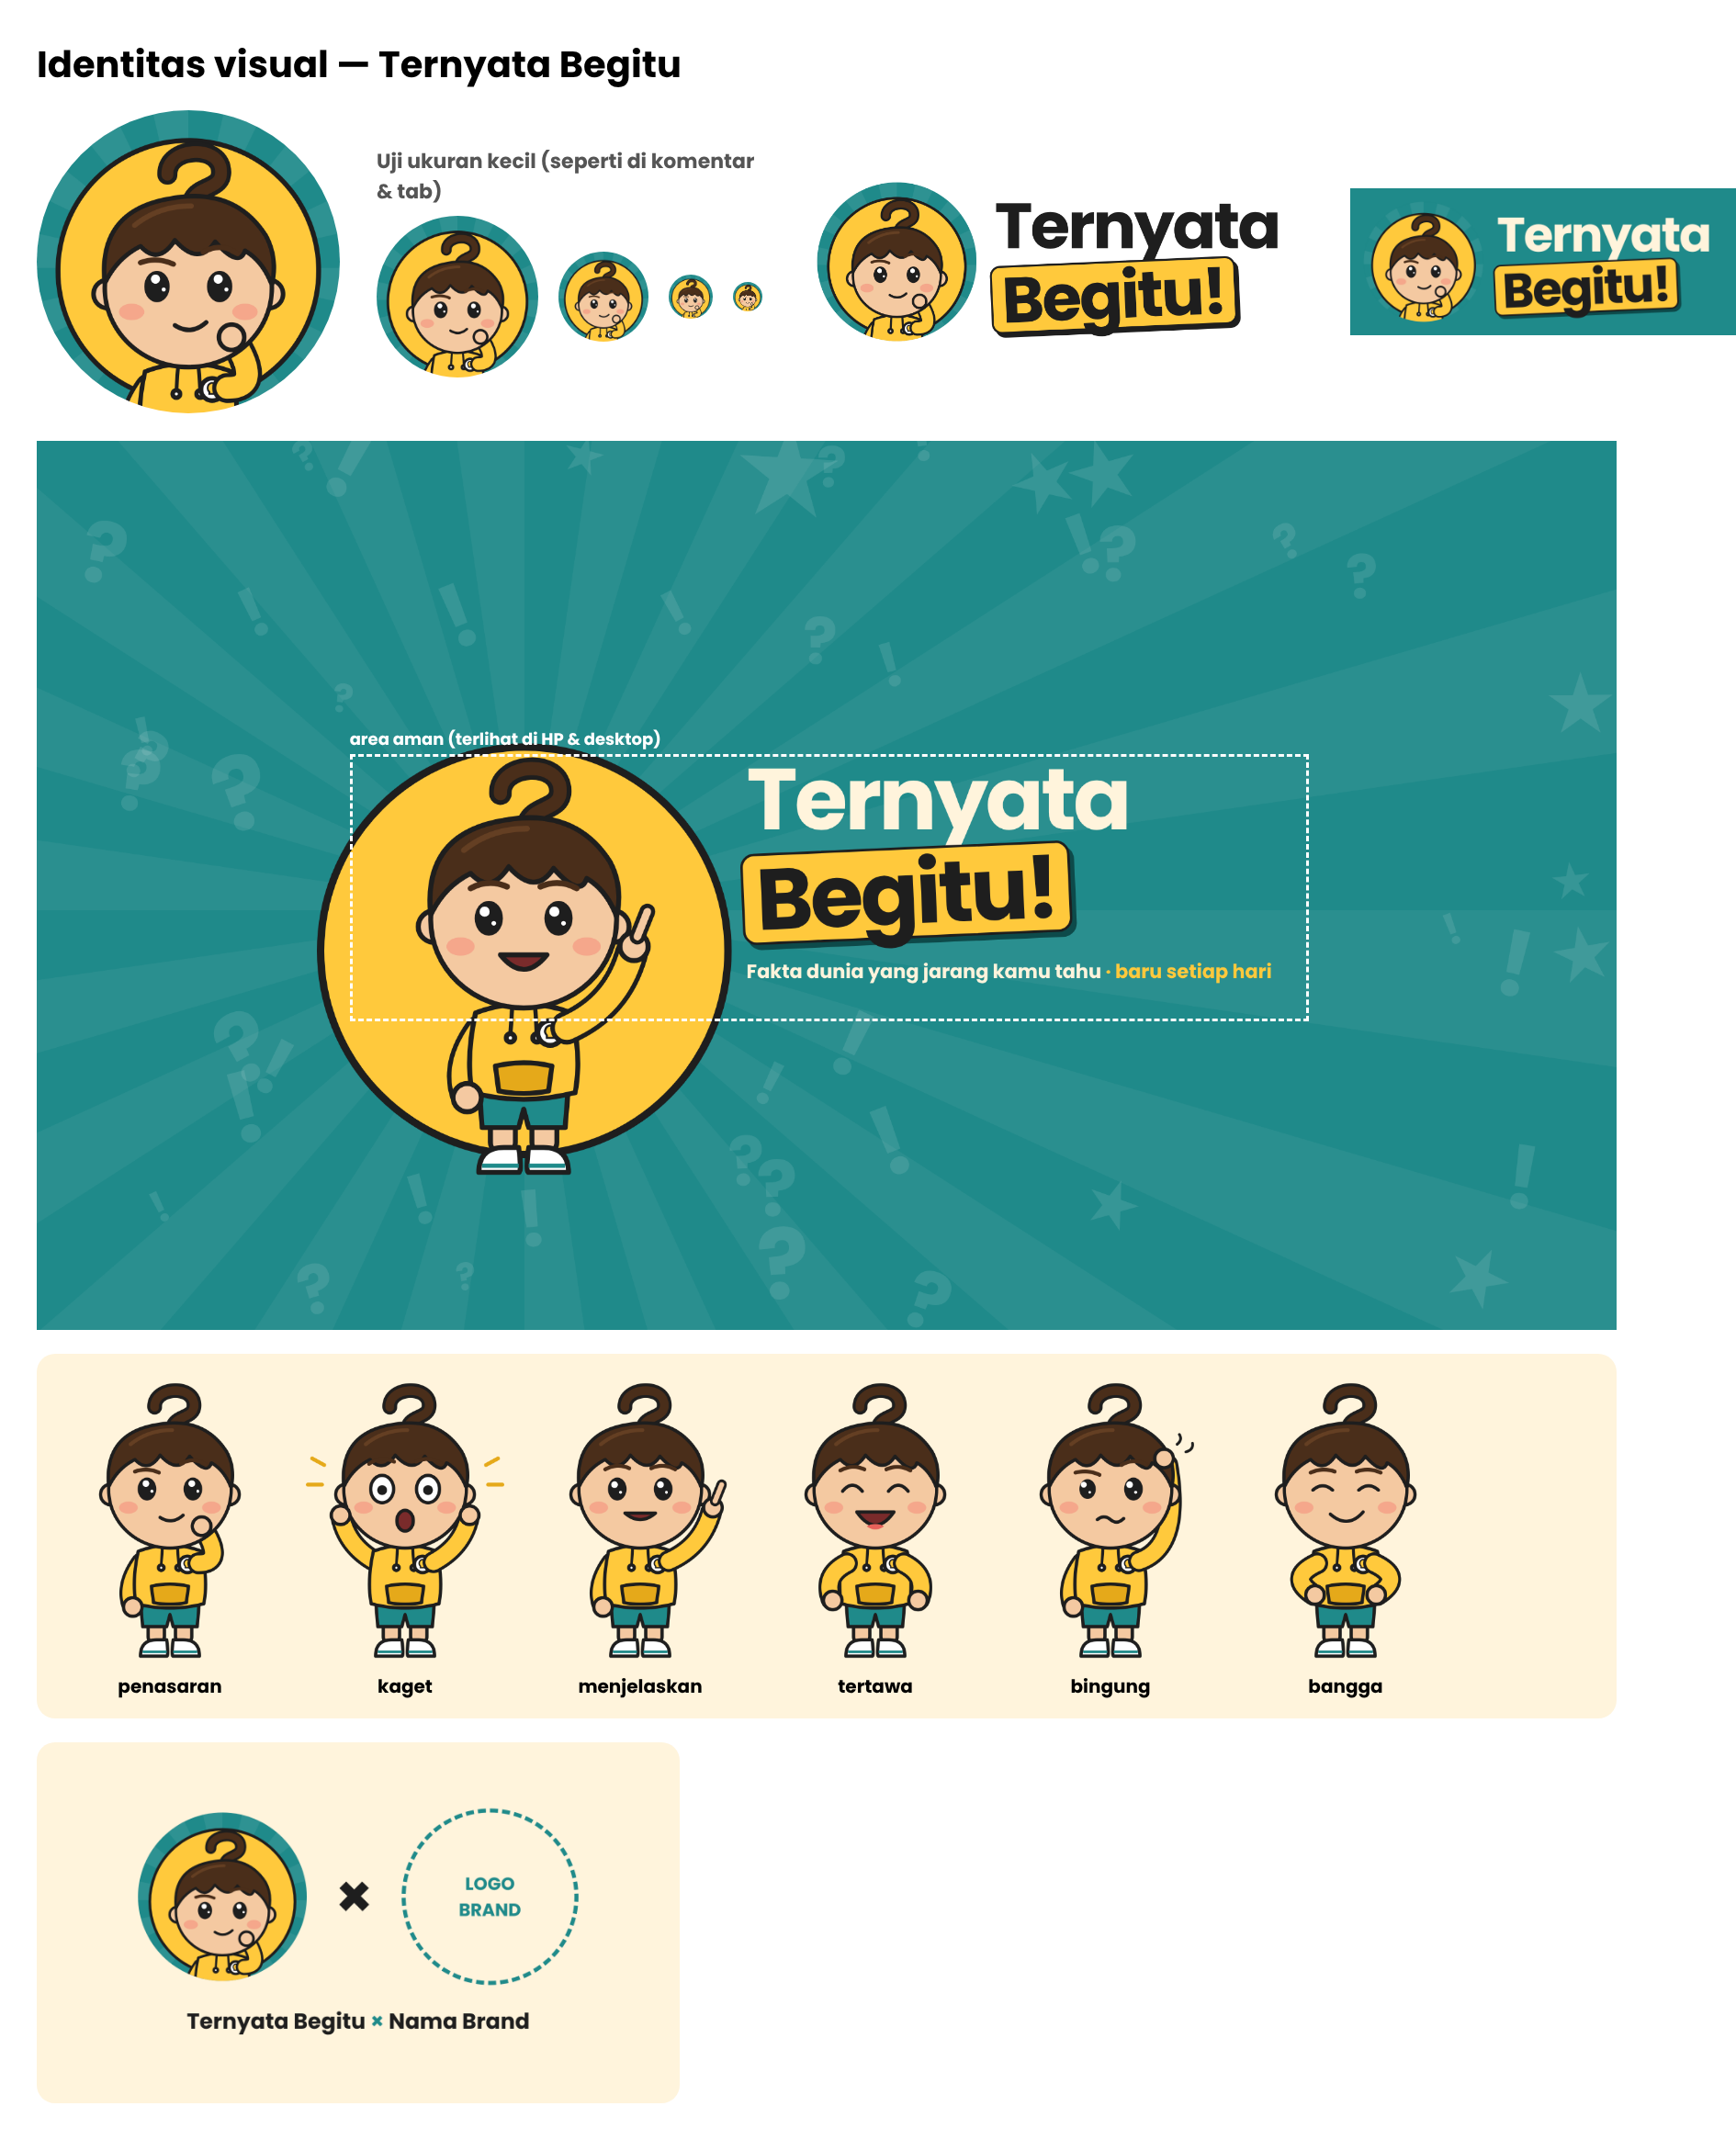 Identitas visual — Ternyata Begitu
Uji ukuran kecil (seperti di komentar
& tab)
Ternyata
Begitu!
Ternyata
Begitu!
area aman (terlihat di HP & desktop)
Ternyata
Begitu!
Fakta dunia yang jarang kamu tahu · baru setiap hari
penasaran
kaget
menjelaskan
tertawa
bingung
bangga
LOGO
BRAND
Ternyata Begitu × Nama Brand